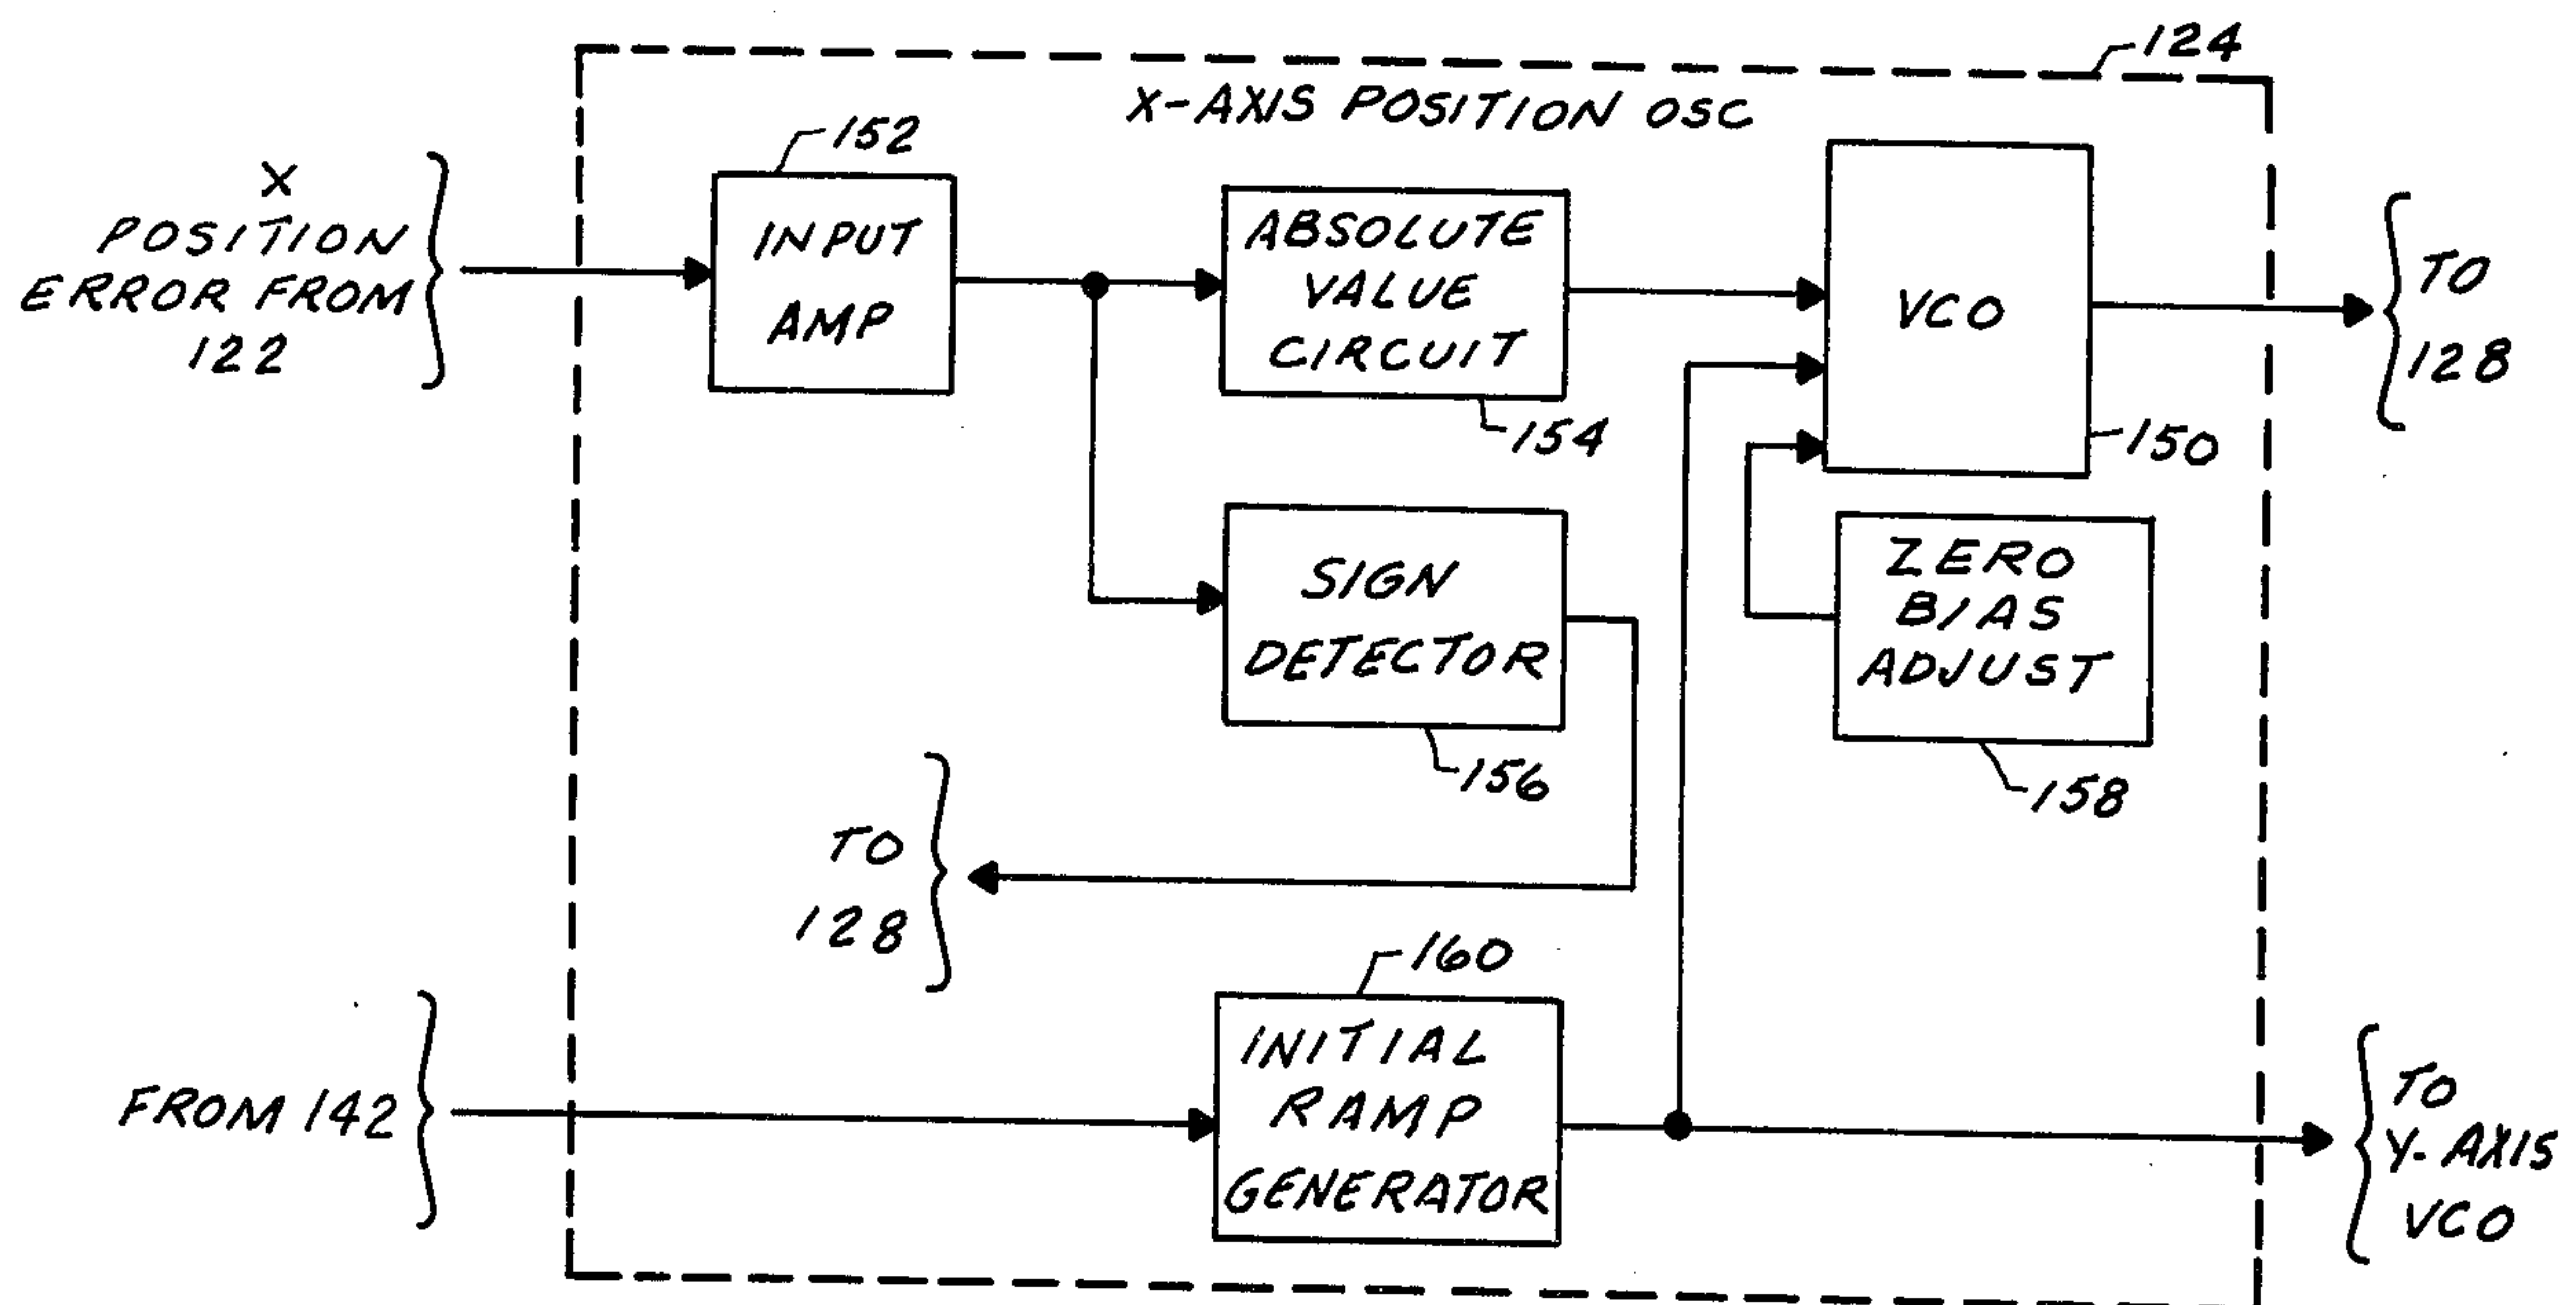 124
X-AXIS POSITION OSC
152
X
POSITION
ERROR FROM
122
INPUT
AMP
ABSOLUTE
VALUE
CIRCUIT
154
VCO
150
TO
128
SIGN
DETECTOR
156
ZERO
BIAS
ADJUST
158
TO
128
160
FROM 142
INITIAL
RAMP
GENERATOR
TO
Y-AXIS
VCO